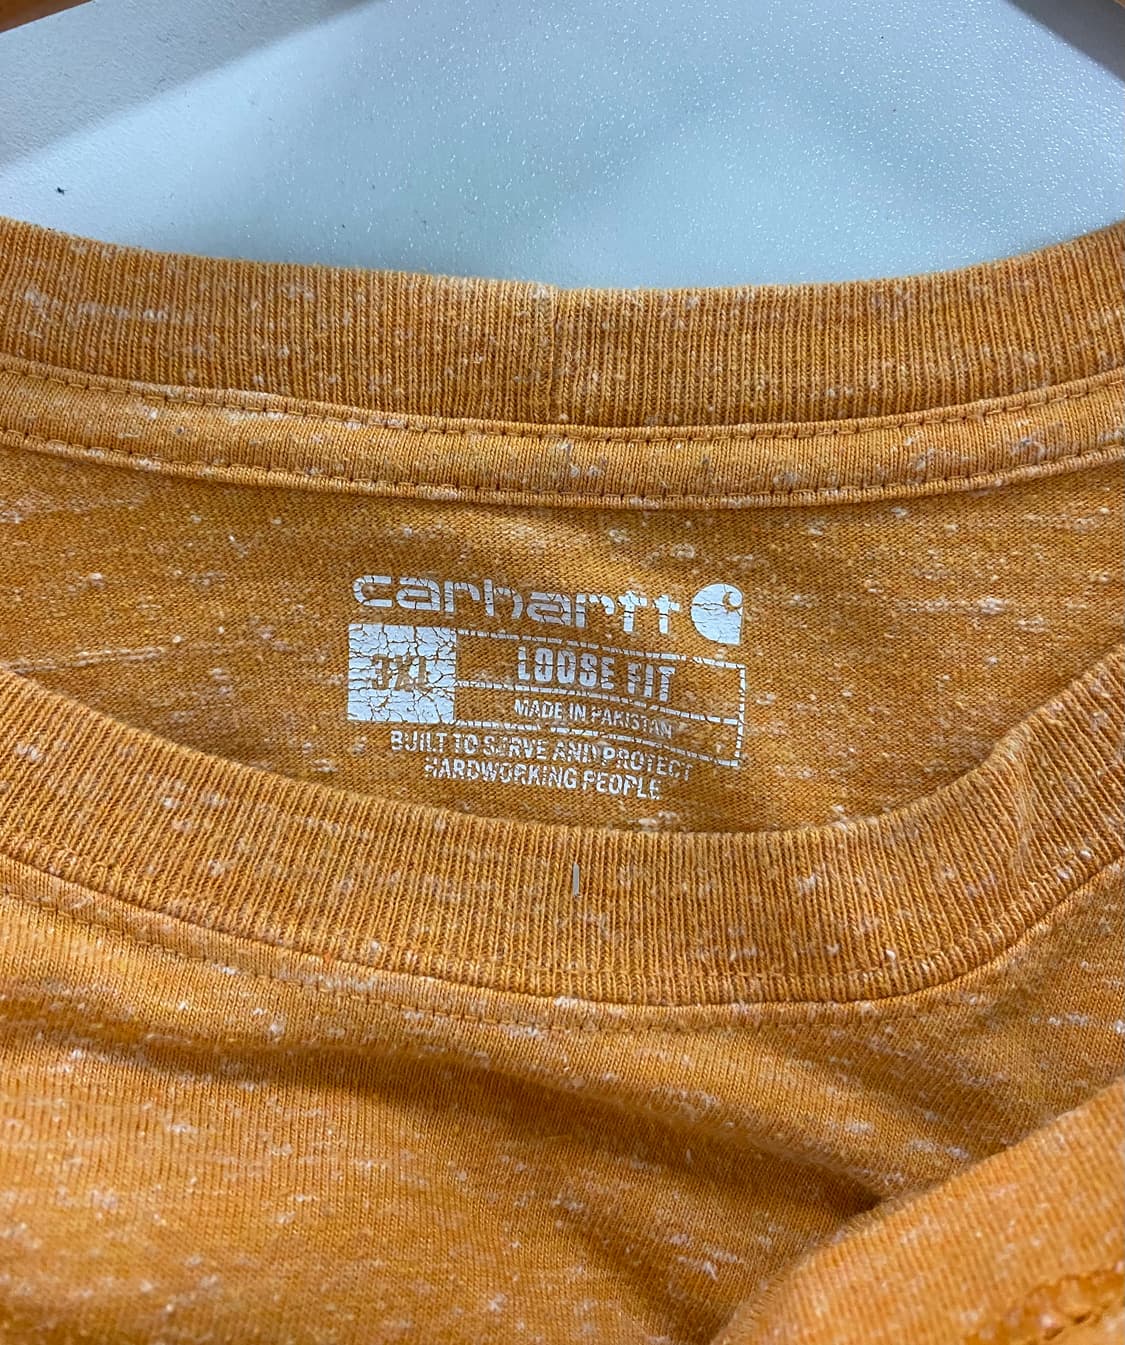 carhartt
3XL
LOOSE FIT
MADE IN PAKISTAN
BUILT TO SERVE AND PROTECT
HARDWORKING PEOPLE